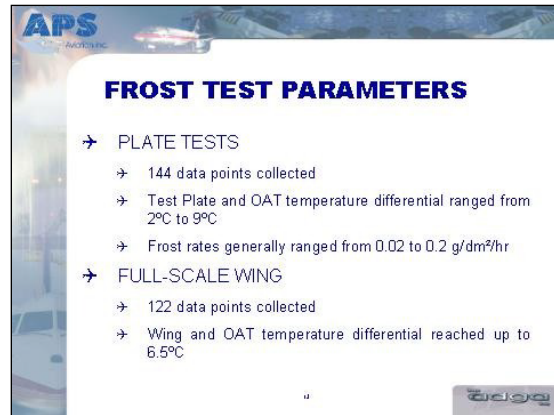 APS
Aviation Inc.
FROST TEST PARAMETERS
PLATE TESTS
144 data points collected
Test Plate and OAT temperature differential ranged from
2ºC to 9ºC
Frost rates generally ranged from 0.02 to 0.2 g/dm²/hr
FULL-SCALE WING
122 data points collected
Wing and OAT temperature differential reached up to
6.5ºC
adga